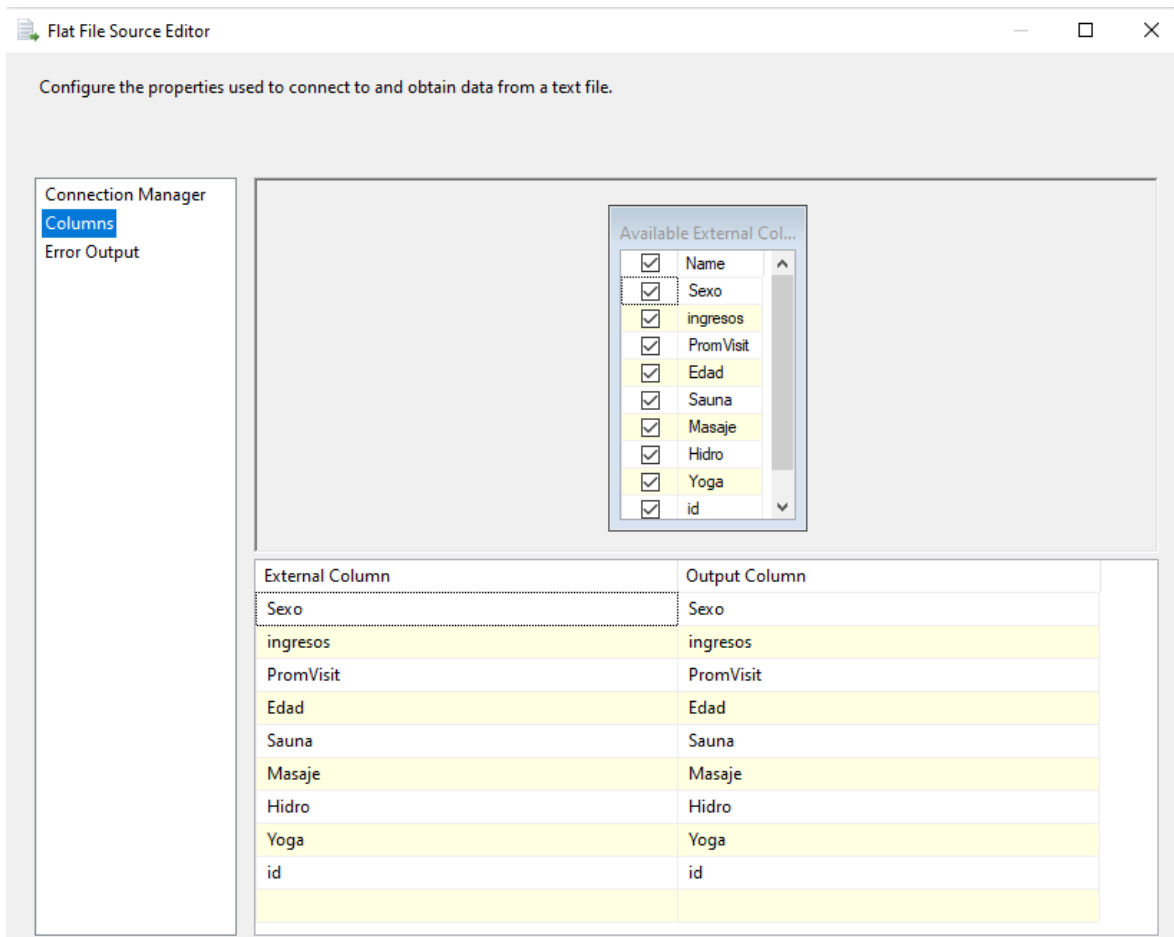 Flat File Source Editor
Configure the properties used to connect to and obtain data from a text file.
Connection Manager
Columns
Error Output
Available External Col...
Name
Sexo
ingresos
PromVisit
Edad
Sauna
Masaje
Hidro
Yoga
id
External Column Output Column
Sexo Sexo
ingresos ingresos
PromVisit PromVisit
Edad Edad
Sauna Sauna
Masaje Masaje
Hidro Hidro
Yoga Yoga
id id